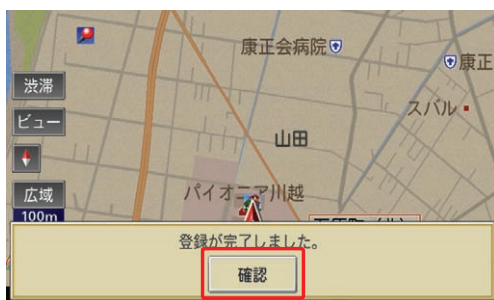 康正会病院
康正
渋滞
スバル
ビュー
山田
広域
パイオニア川越
100m
登録が完了しました。
確認